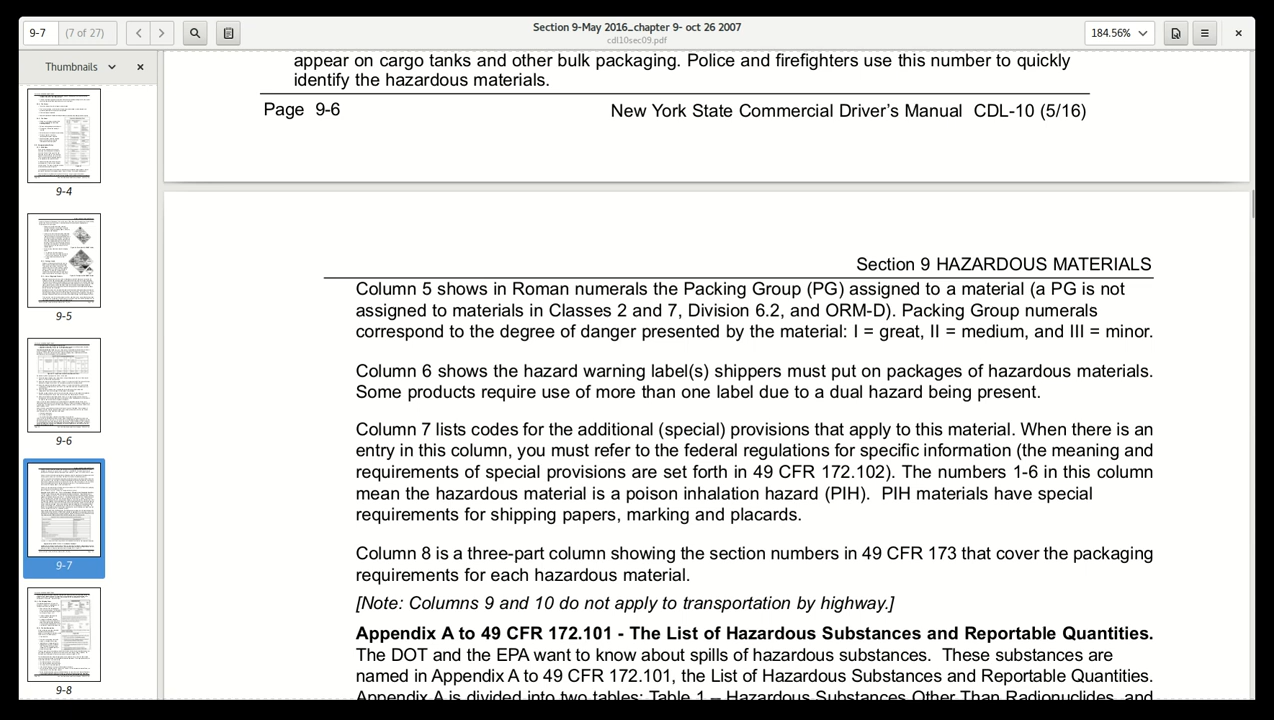 Section 9-May 2016_chapter 9- oct 26 2007
cdl10sec09.pdf
9-7
(7 of 27)
184.56%
Thumbnails
9-4
9-5
9-6
9-7
9-8
appear on cargo tanks and other bulk packaging. Police and firefighters use this number to quickly
identify the hazardous materials.
Page 9-6
New York State Commercial Driver's Manual CDL-10 (5/16)
Section 9 HAZARDOUS MATERIALS
Column 5 shows in Roman numerals the Packing Group (PG) assigned to a material (a PG is not
assigned to materials in Classes 2 and 7, Division 6.2, and ORM-D). Packing Group numerals
correspond to the degree of danger presented by the material: I = great, II = medium, and III = minor.
Column 6 shows the hazard warning label(s) shippers must put on packages of hazardous materials.
Some products require use of more than one label due to a dual hazard being present.
Column 7 lists codes for the additional (special) provisions that apply to this material. When there is an
entry in this column, you must refer to the federal regulations for specific information (the meaning and
requirements of special provisions are set forth in 49 CFR 172.102). The numbers 1-6 in this column
mean the hazardous material is a poison inhalation hazard (PIH). PIH materials have special
requirements for shipping papers, marking and placards.
Column 8 is a three-part column showing the section numbers in 49 CFR 173 that cover the packaging
requirements for each hazardous material.
[Note: Columns 9 and 10 do not apply to transportation by highway.]
Appendix A to 49 CFR 172.101 - The List of Hazardous Substances and Reportable Quantities.
The DOT and the EPA want to know about spills of hazardous substances. These substances are
named in Appendix A to 49 CFR 172.101, the List of Hazardous Substances and Reportable Quantities.
Appendix A is divided into two tables: Table 1 – Hazardous Substances Other Than Radionuclides, and